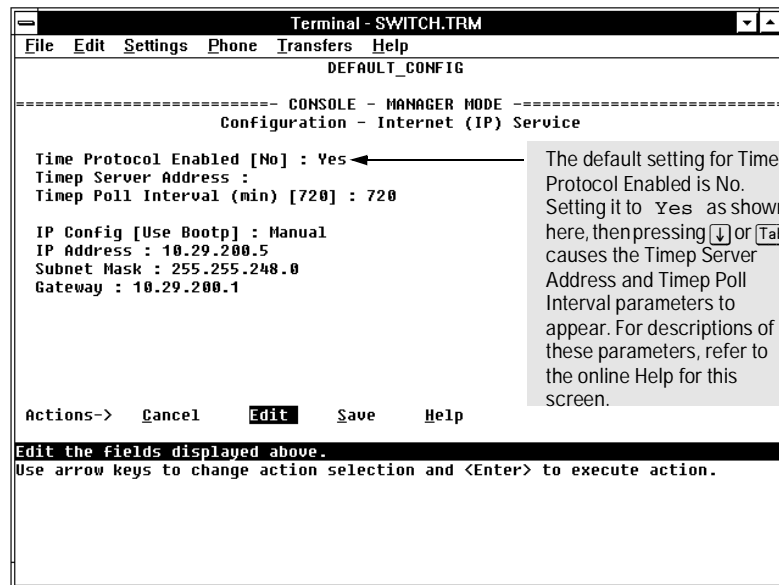 Terminal - SWITCH.TRM
File Edit Settings Phone Transfers Help
DEFAULT_CONFIG
==========================- CONSOLE - MANAGER MODE -===========================
Configuration - Internet (IP) Service
Time Protocol Enabled [No] : Yes
Timep Server Address :
Timep Poll Interval (min) [720] : 720
IP Config [Use Bootp] : Manual
IP Address : 10.29.200.5
Subnet Mask : 255.255.248.0
Gateway : 10.29.200.1
The default setting for Time
Protocol Enabled is No.
Setting it to Yes as shown
here, then pressing ↓ or Tab
causes the Timep Server
Address and Timep Poll
Interval parameters to
appear. For descriptions of
these parameters, refer to
the online Help for this
screen.
Actions-> Cancel Edit Save Help
Edit the fields displayed above.
Use arrow keys to change action selection and <Enter> to execute action.